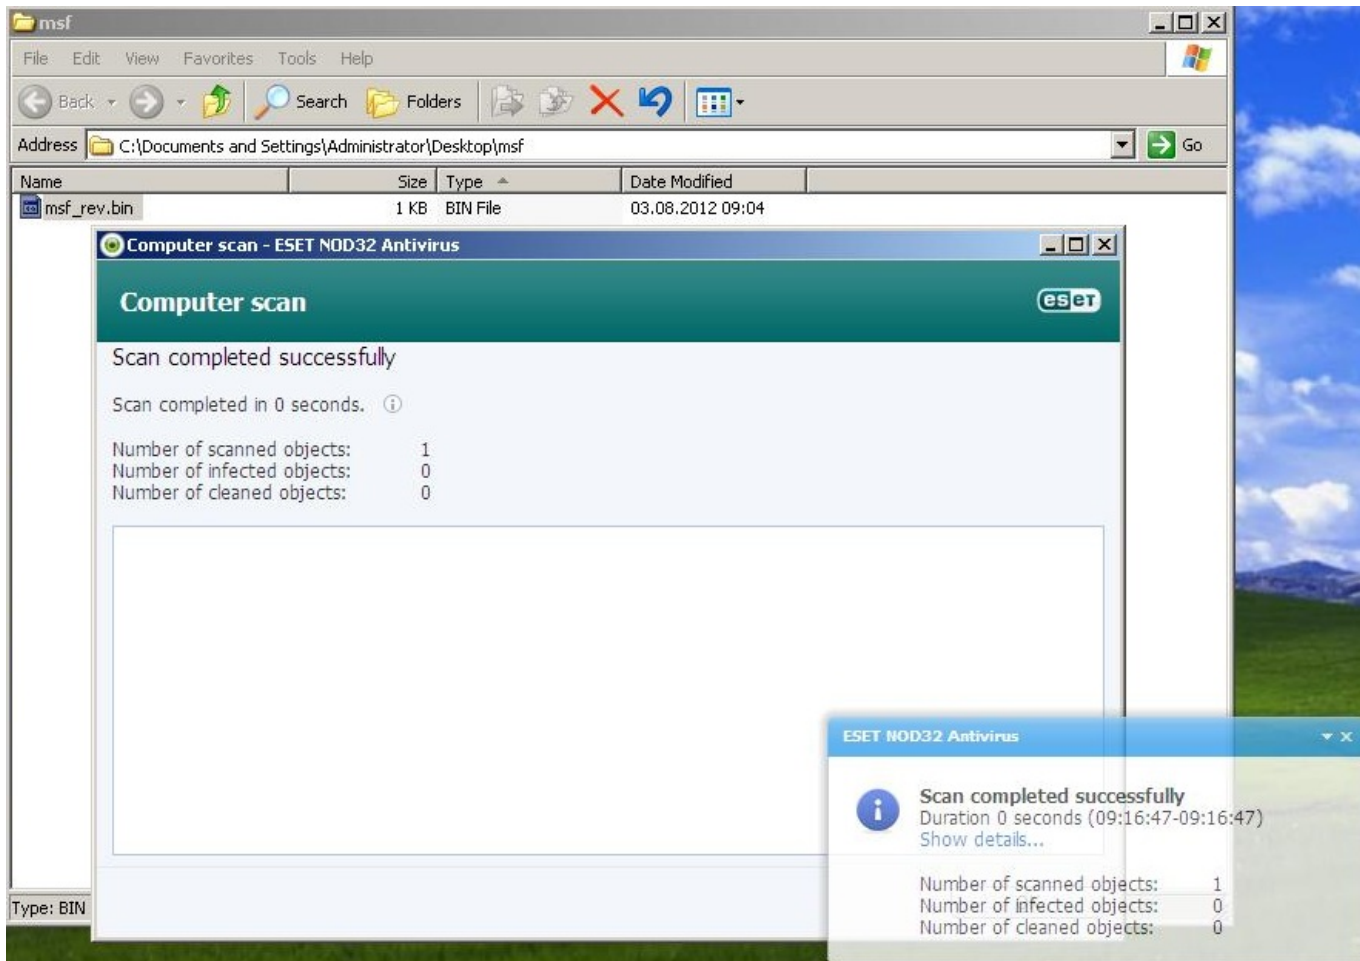 msf
File Edit View Favorites Tools Help
Back Search Folders
Address C:\Documents and Settings\Administrator\Desktop\msf Go
Name Size Type Date Modified
msf_rev.bin 1 KB BIN File 03.08.2012 09:04
Computer scan - ESET NOD32 Antivirus
Computer scan eset
Scan completed successfully
Scan completed in 0 seconds.
Number of scanned objects: 1
Number of infected objects: 0
Number of cleaned objects: 0
ESET NOD32 Antivirus
Scan completed successfully
Duration 0 seconds (09:16:47-09:16:47)
Show details...
Number of scanned objects: 1
Number of infected objects: 0
Number of cleaned objects: 0
Type: BIN